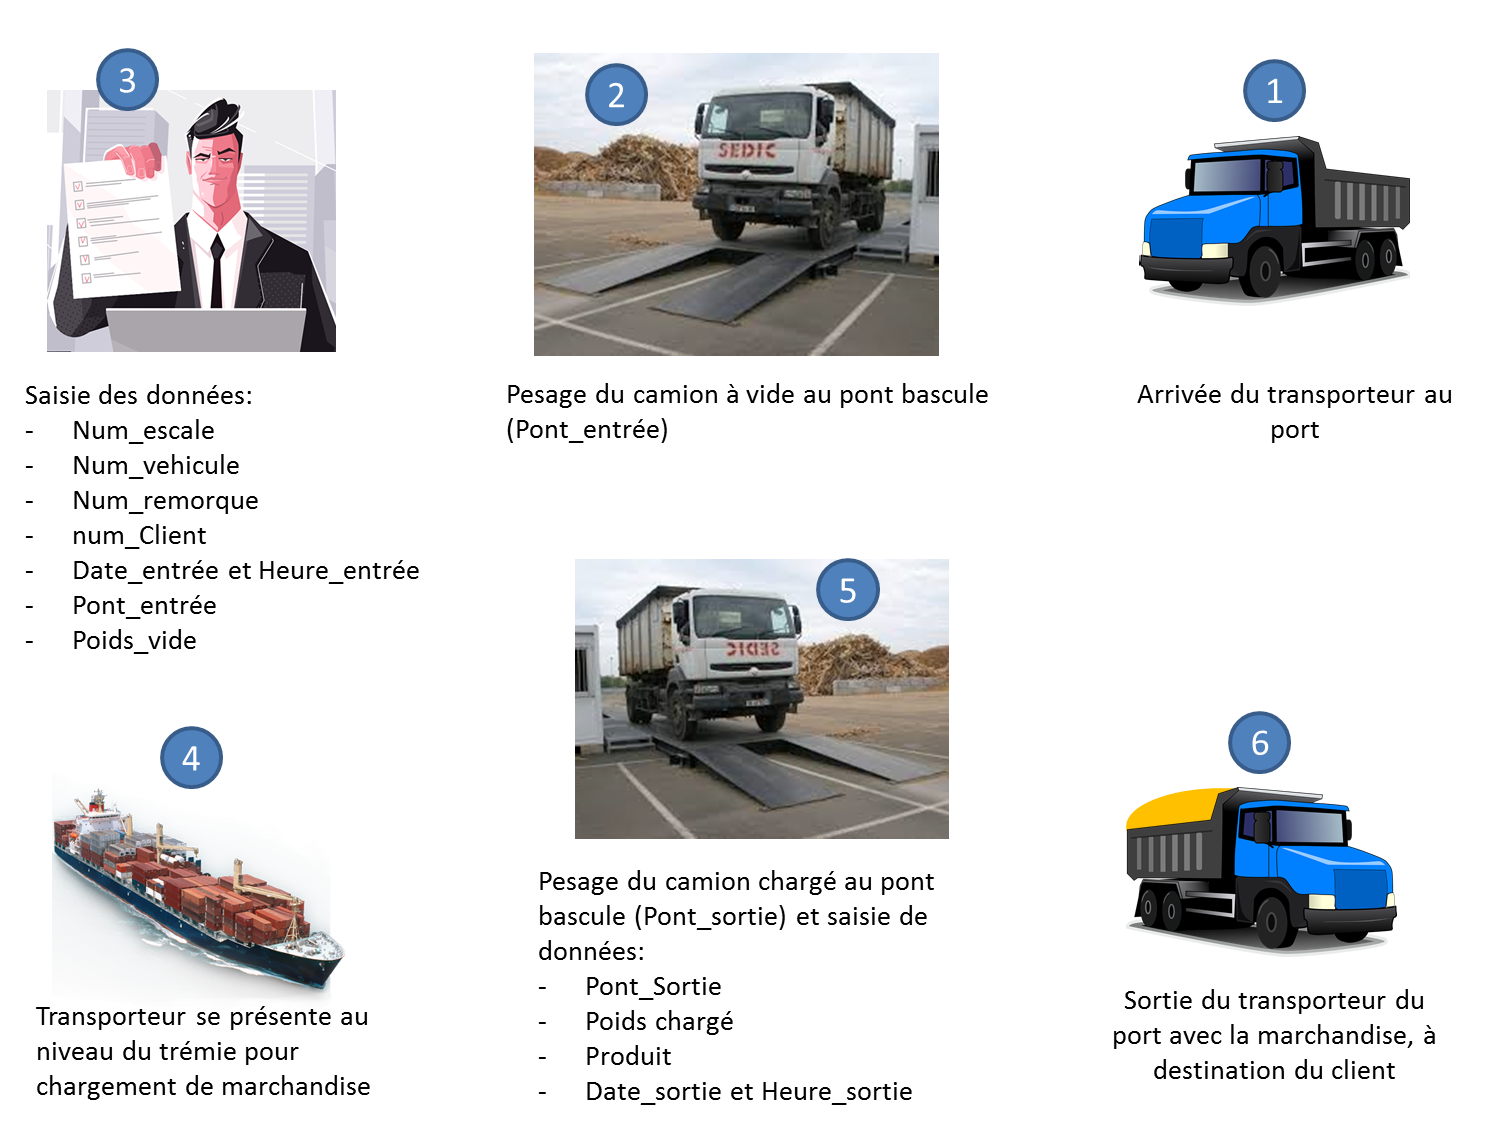 1
Arrivée du transporteur au
port
2
SEDIC
Pesage du camion à vide au pont bascule
(Pont_entrée)
3
Saisie des données:
- Num_escale
- Num_vehicule
- Num_remorque
- num_Client
- Date_entrée et Heure_entrée
- Pont_entrée
- Poids_vide
4
Transporteur se présente au
niveau du trémie pour
chargement de marchandise
5
SEDIC
Pesage du camion chargé au pont
bascule (Pont_sortie) et saisie de
données:
- Pont_Sortie
- Poids chargé
- Produit
- Date_sortie et Heure_sortie
6
Sortie du transporteur du
port avec la marchandise, à
destination du client